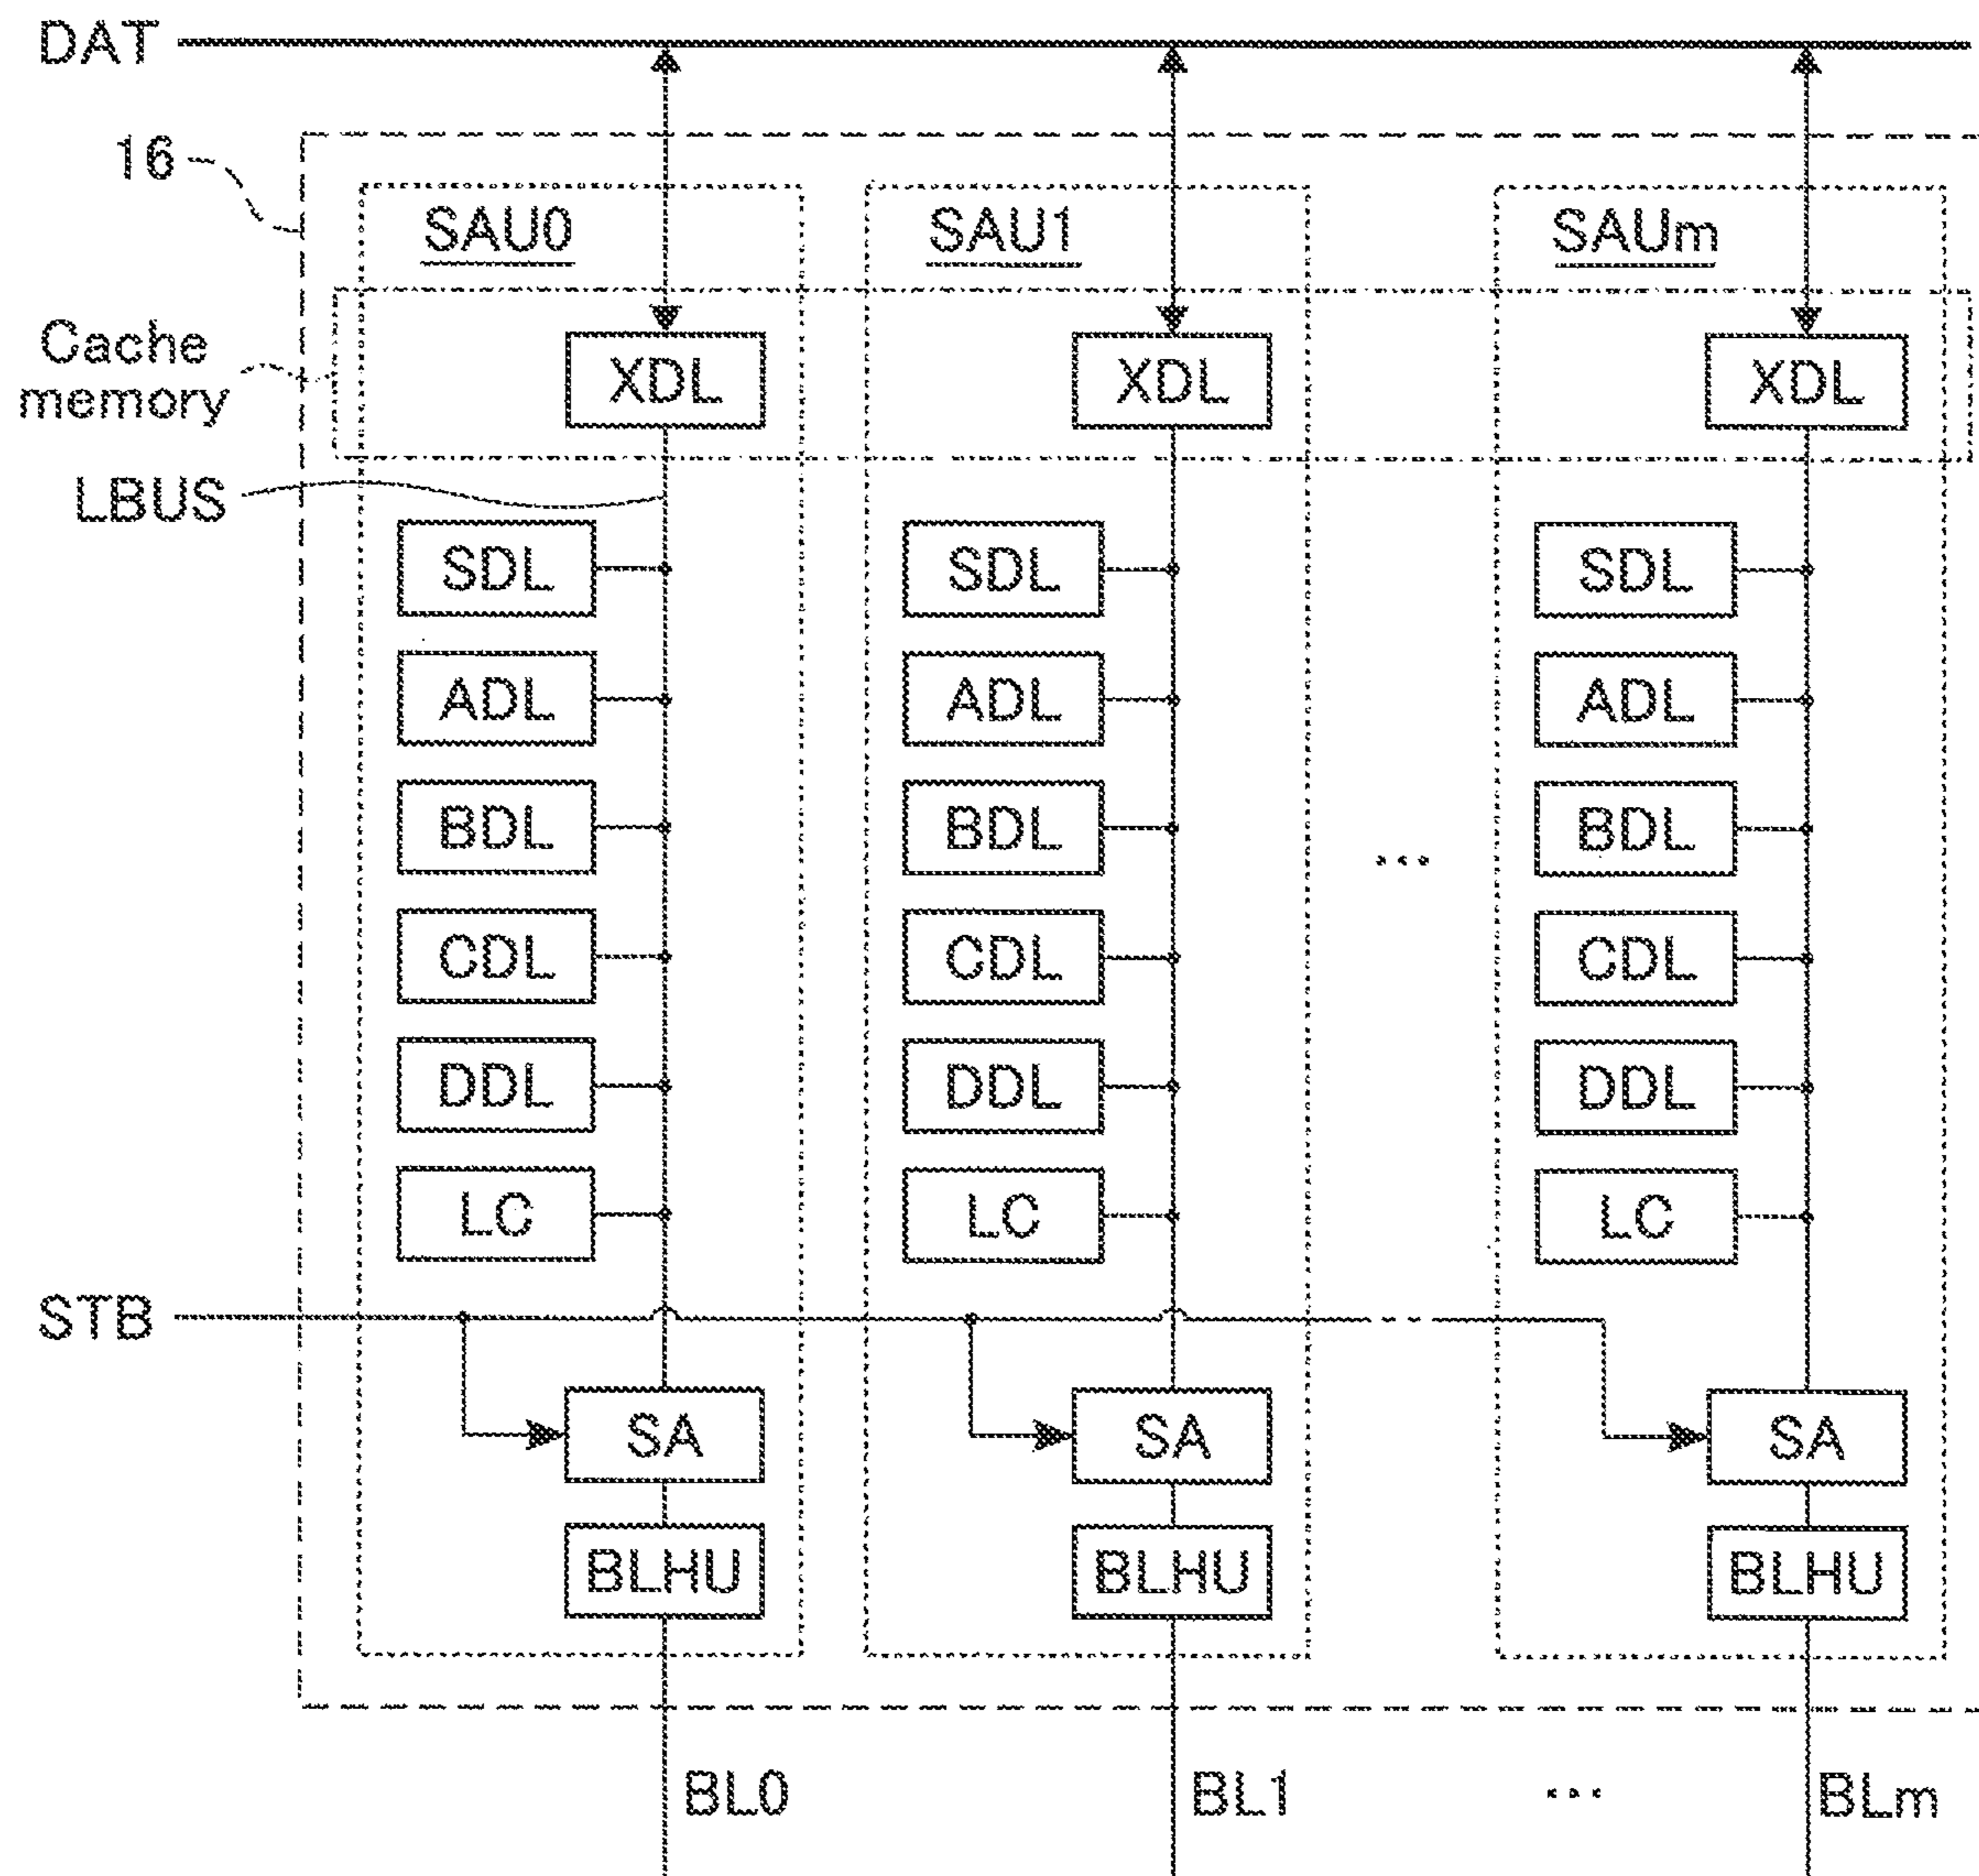 DAT
16
SAU0 SAU1 SAUm
Cache
memory
XDL XDL XDL
LBUS
SDL SDL SDL
ADL ADL ADL
BDL BDL BDL
...
CDL CDL CDL
DDL DDL DDL
LC LC LC
STB
SA SA SA
BLHU BLHU BLHU
BL0 BL1 ... BLm